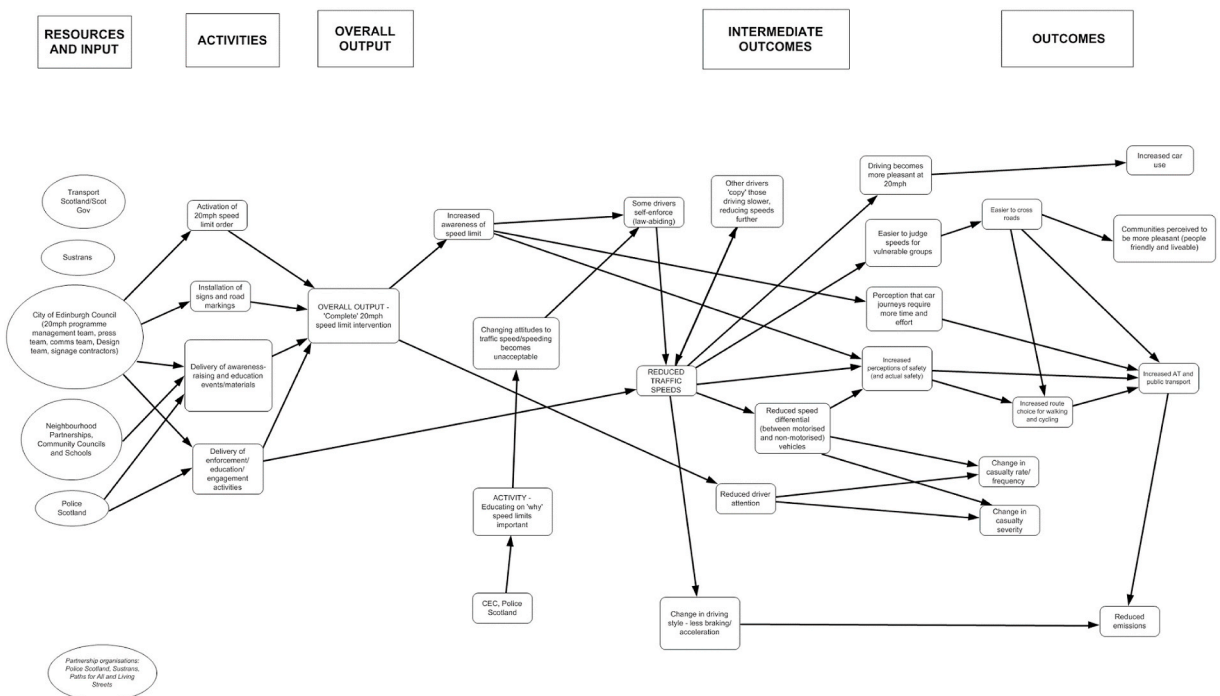 RESOURCES
AND INPUT
ACTIVITIES
OVERALL
OUTPUT
INTERMEDIATE
OUTCOMES
OUTCOMES
Transport
Scotland/Scot
Gov
Sustrans
City of Edinburgh Council
(20mph programme
management team, press
team, comms team, Design
team, signage contractors)
Neighbourhood
Partnerships,
Community Councils
and Schools
Police
Scotland
Partnership organisations:
Police Scotland, Sustrans,
Paths for All and Living
Streets
Activation of
20mph speed
limit order
Installation of
signs and road
markings
Delivery of awareness-
raising and education
events/materials
Delivery of
enforcement/
education/
engagement
activities
OVERALL OUTPUT -
'Complete' 20mph
speed limit intervention
Increased
awareness of
speed limit
Changing attitudes to
traffic speed/speeding
becomes
unacceptable
ACTIVITY -
Educating on 'why'
speed limits
important
CEC, Police
Scotland
Some drivers
self-enforce
(law-abiding)
Other drivers
'copy' those
driving slower,
reducing speeds
further
REDUCED
TRAFFIC
SPEEDS
Reduced speed
differential
(between motorised
and non-motorised)
vehicles
Reduced driver
attention
Change in driving
style - less braking/
acceleration
Driving becomes
more pleasant at
20mph
Easier to judge
speeds for
vulnerable groups
Perception that car
journeys require
more time and
effort
Increased
perceptions of safety
(and actual safety)
Easier to cross
roads
Increased route
choice for walking
and cycling
Change in
casualty rate/
frequency
Change in
casualty
severity
Increased car
use
Communities perceived to
be more pleasant (people
friendly and liveable)
Increased AT and
public transport
Reduced
emissions